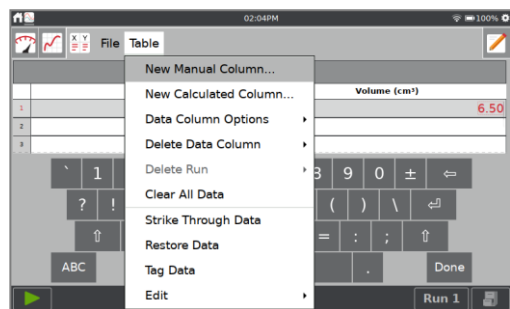 02:04PM 100%
X Y File Table
New Manual Column...
New Calculated Column...
Data Column Options
Delete Data Column
Delete Run
Clear All Data
Strike Through Data
Restore Data
Tag Data
Edit
Volume (cm³)
1 6.50
2
3
` 1 8 9 0 ±
? ! ( ) \
= : ;
ABC . Done
Run 1